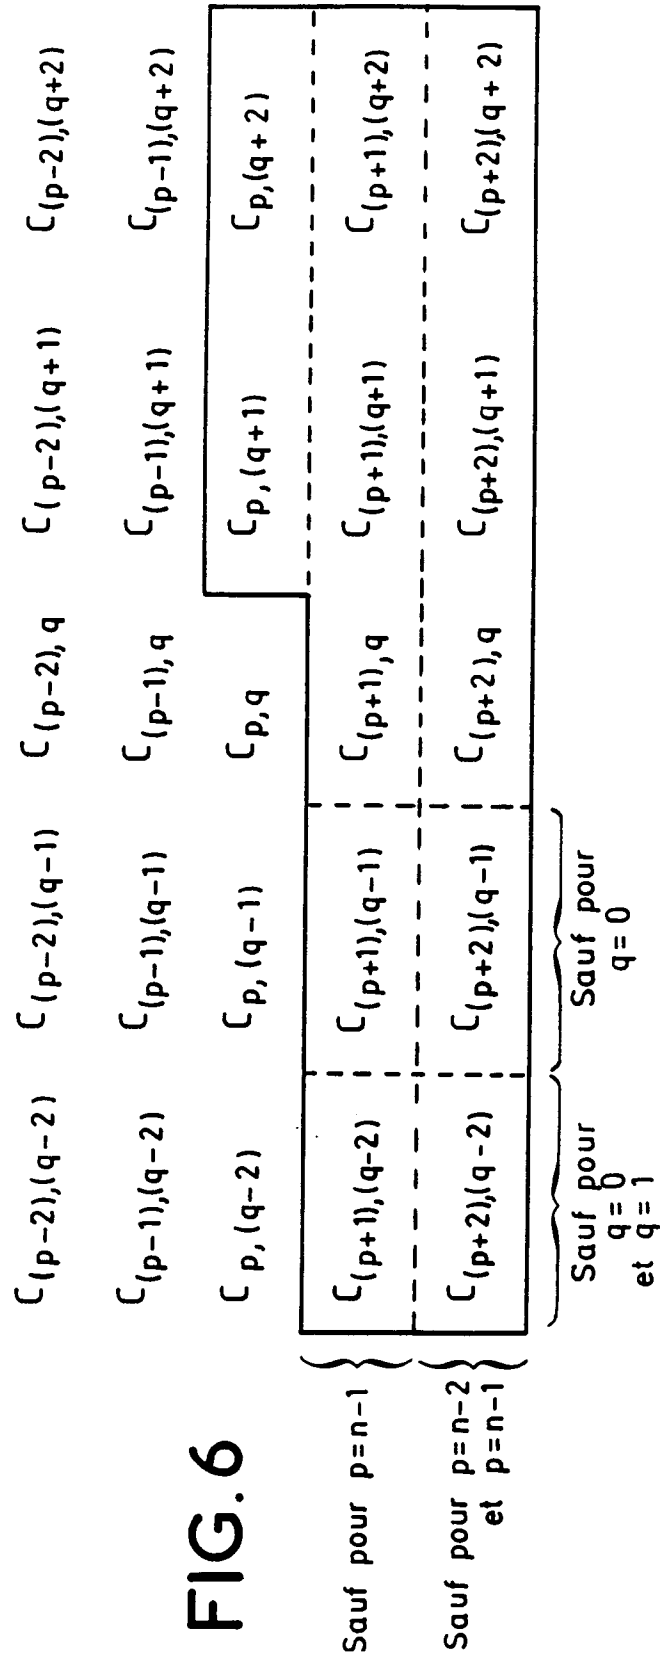 C(p-2),(q-2) C(p-2),(q-1) C(p-2),q C(p-2),(q+1) C(p-2),(q+2)
C(p-1),(q-2) C(p-1),(q-1) C(p-1),q C(p-1),(q+1) C(p-1),(q+2)
Cp,(q-2) Cp,(q-1) Cp,q Cp,(q+1) Cp,(q+2)
FIG.6
Sauf pour p=n-1
C(p+1),(q-2) C(p+1),(q-1) C(p+1),q C(p+1),(q+1) C(p+1),(q+2)
Sauf pour p=n-2
et p=n-1
C(p+2),(q-2) C(p+2),(q-1) C(p+2),q C(p+2),(q+1) C(p+2),(q+2)
Sauf pour
q=0
et q=1
Sauf pour
q=0